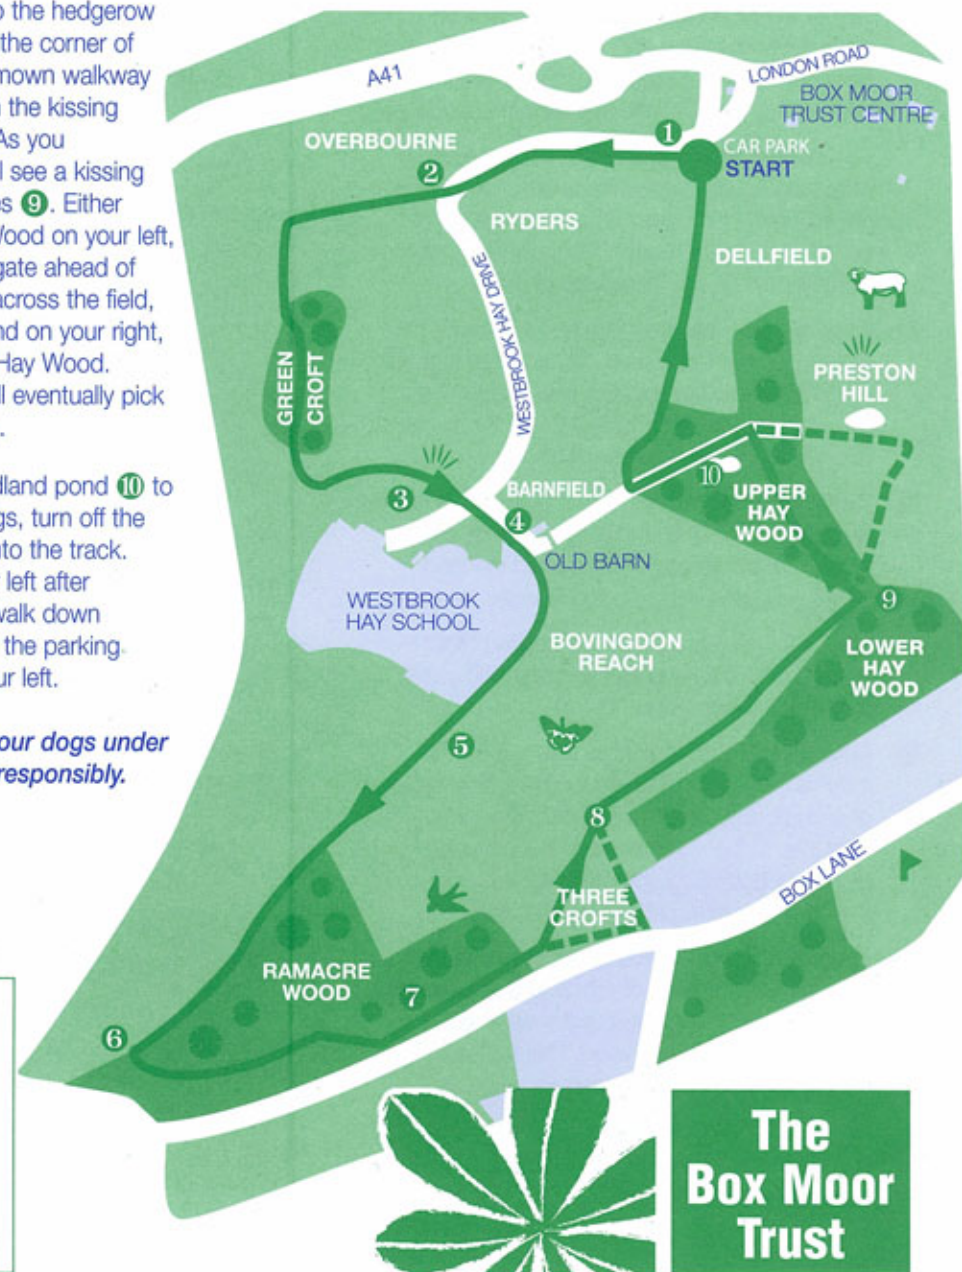 o the hedgerow
the corner of
mown walkway
the kissing
As you
l see a kissing
es 9. Either
Wood on your left,
gate ahead of
across the field,
nd on your right,
Hay Wood.
ll eventually pick
dland pond 10 to
gs, turn off the
nto the track.
left after
walk down
the parking
ur left.
our dogs under
responsibly.
A41
LONDON ROAD
BOX MOOR
TRUST CENTRE
OVERBOURNE
1
CAR PARK
START
2
RYDERS
DELLFIELD
WESTBROOK HAY DRIVE
GREEN
CROFT
PRESTON
HILL
3
BARNFIELD
10
UPPER
HAY
WOOD
4
OLD BARN
WESTBROOK
HAY SCHOOL
9
BOVINGDON
REACH
LOWER
HAY
WOOD
5
8
BOX LANE
THREE
CROFTS
RAMACRE
WOOD
7
6
The
Box Moor
Trust